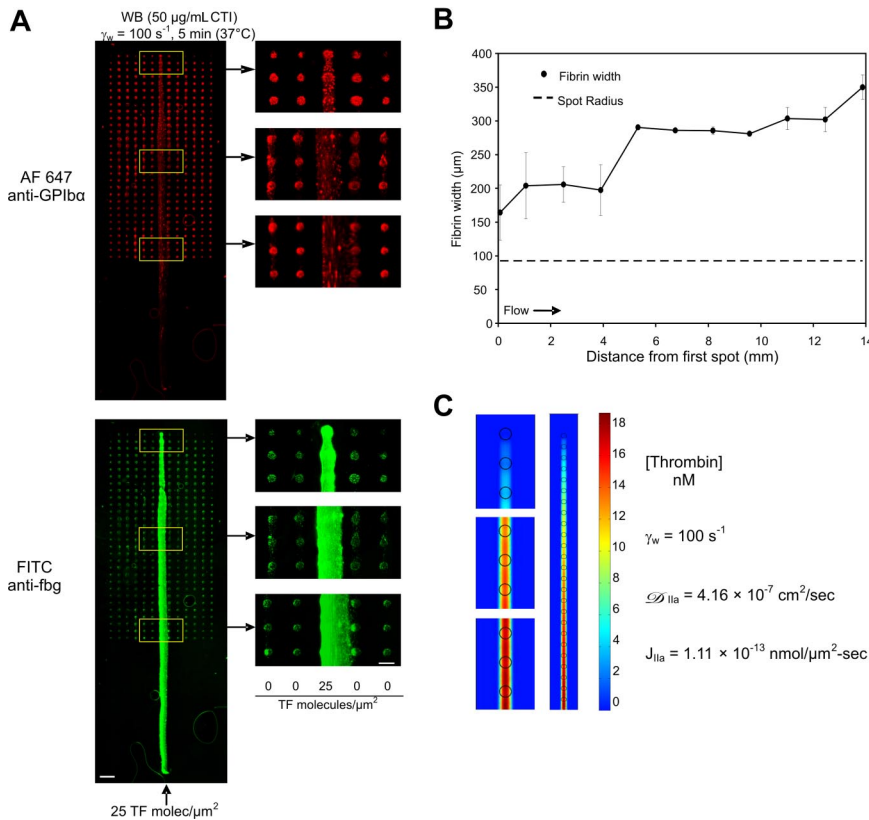 A
WB (50 µg/mL CTI)
γw = 100 s⁻¹, 5 min (37°C)
AF 647
anti-GPIbα
FITC
anti-fbg
0 0 25 0 0
TF molecules/µm²
25 TF molec/µm²
B
400
350
300
250
200
150
100
50
0
Fibrin width (µm)
Fibrin width
Spot Radius
Flow
0 2 4 6 8 10 12 14
Distance from first spot (mm)
C
18
16
14
12
10
8
6
4
2
0
[Thrombin]
nM
γw = 100 s⁻¹
𝒟 IIa = 4.16 × 10⁻⁷ cm²/sec
JIIa = 1.11 × 10⁻¹³ nmol/µm²-sec